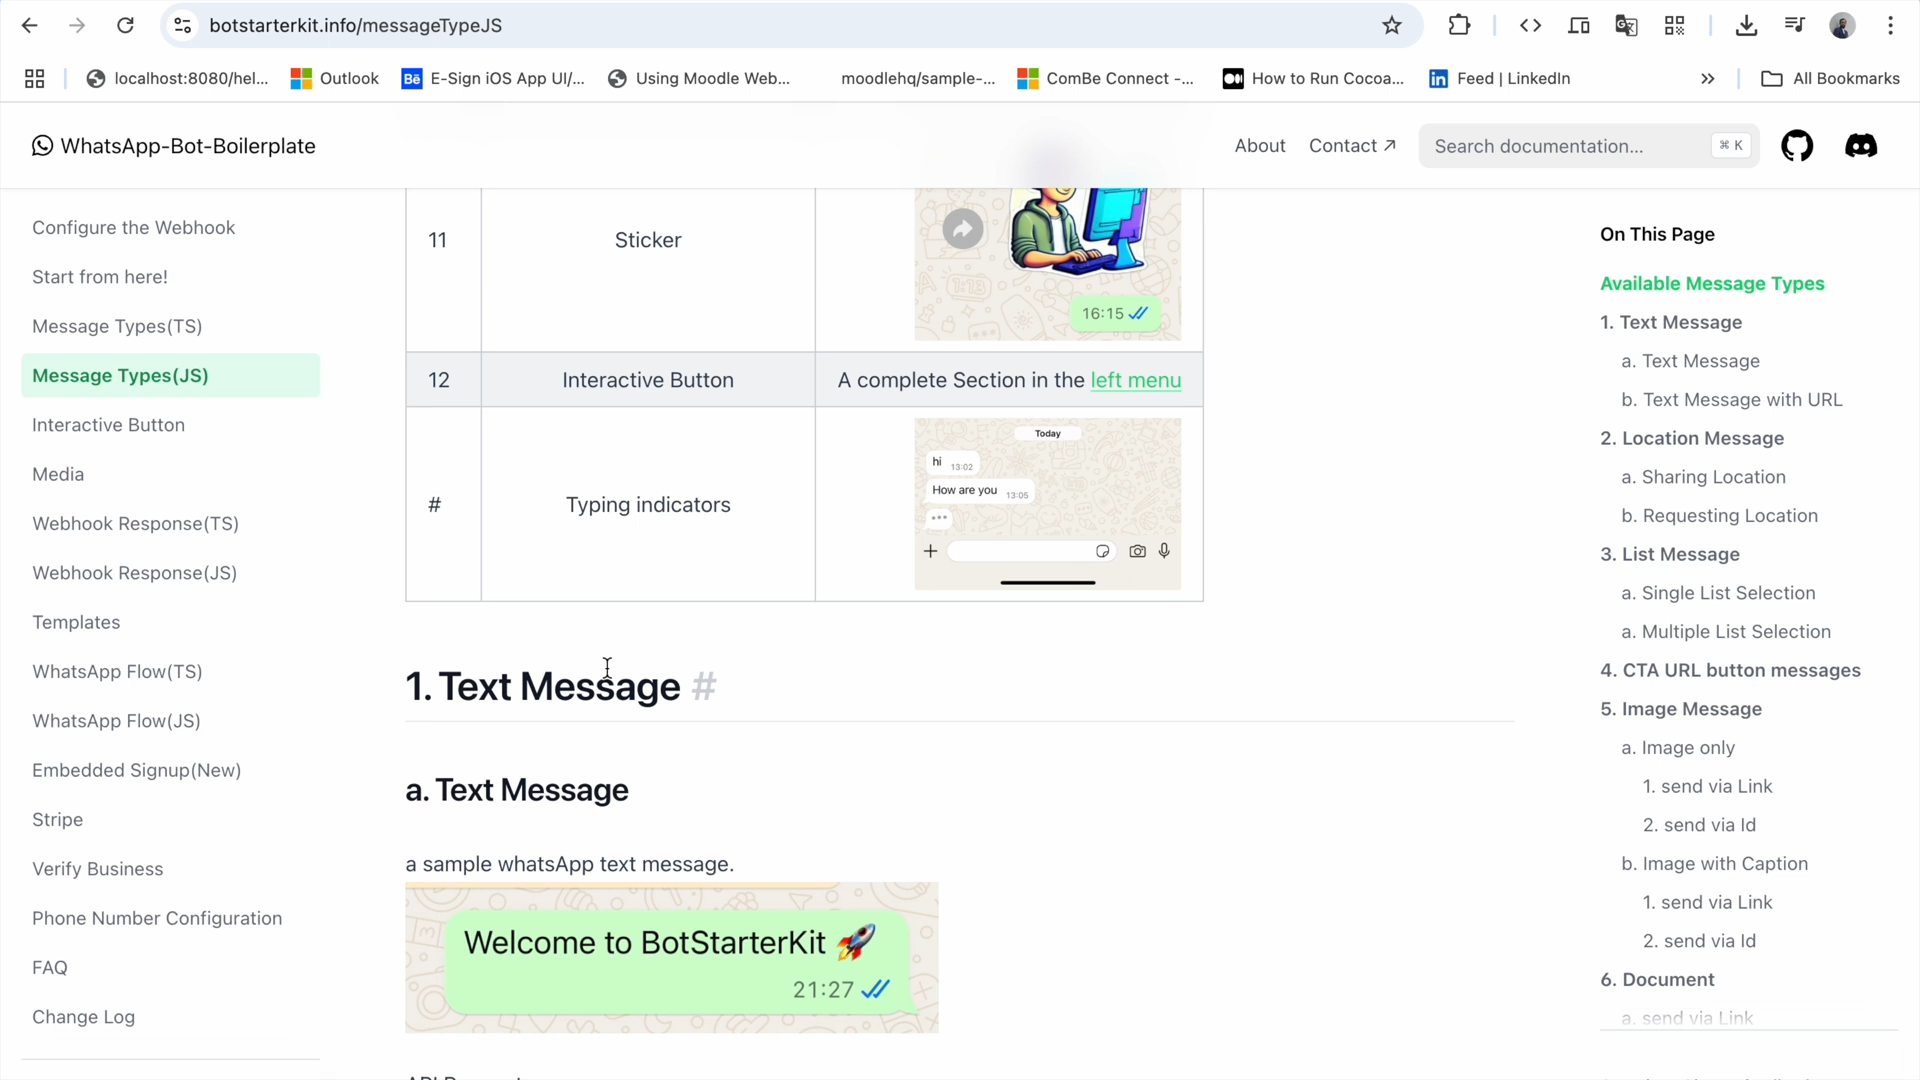 botstarterkit.info/messageTypeJS
localhost:8080/hel...
Outlook
E-Sign iOS App UI/...
Using Moodle Web...
moodlehq/sample-...
ComBe Connect -...
How to Run Cocoa...
Feed | LinkedIn
All Bookmarks
WhatsApp-Bot-Boilerplate
About
Contact ↗
Search documentation...
⌘ K
Configure the Webhook
Start from here!
Message Types(TS)
Message Types(JS)
Interactive Button
Media
Webhook Response(TS)
Webhook Response(JS)
Templates
WhatsApp Flow(TS)
WhatsApp Flow(JS)
Embedded Signup(New)
Stripe
Verify Business
Phone Number Configuration
FAQ
Change Log
11 Sticker
16:15
12 Interactive Button A complete Section in the left menu
# Typing indicators
Today
hi 13:02
How are you 13:05
1. Text Message #
a. Text Message
a sample whatsApp text message.
Welcome to BotStarterKit 🚀
21:27
On This Page
Available Message Types
1. Text Message
a. Text Message
b. Text Message with URL
2. Location Message
a. Sharing Location
b. Requesting Location
3. List Message
a. Single List Selection
a. Multiple List Selection
4. CTA URL button messages
5. Image Message
a. Image only
1. send via Link
2. send via Id
b. Image with Caption
1. send via Link
2. send via Id
6. Document
a. send via Link